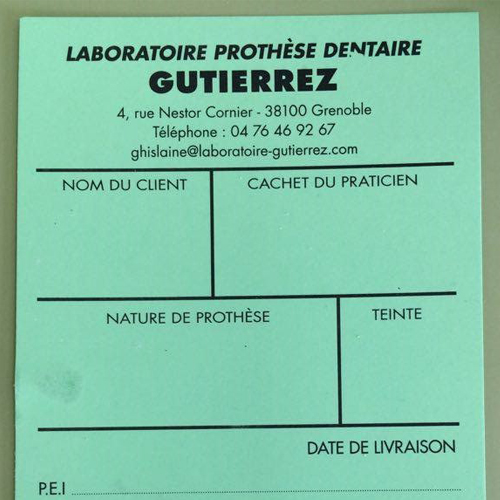 LABORATOIRE PROTHÈSE DENTAIRE
GUTIERREZ
4, rue Nestor Cornier - 38100 Grenoble
Téléphone : 04 76 46 92 67
ghislaine@laboratoire-gutierrez.com
NOM DU CLIENT
CACHET DU PRATICIEN
NATURE DE PROTHÈSE
TEINTE
DATE DE LIVRAISON
P.E.I